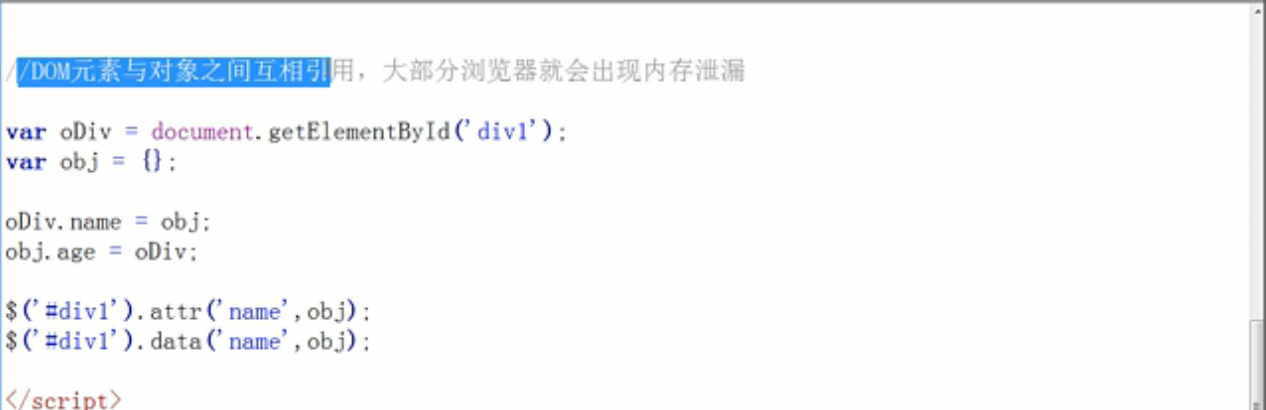 //DOM元素与对象之间互相引用，大部分浏览器就会出现内存泄漏
var oDiv = document.getElementById('div1');
var obj = {};
oDiv.name = obj;
obj.age = oDiv;
$('#div1').attr('name',obj);
$('#div1').data('name',obj);
</script>